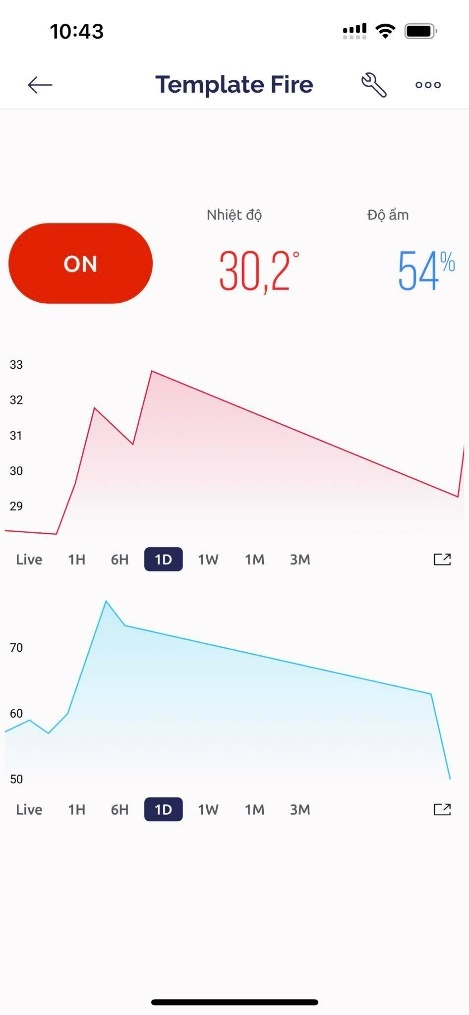 10:43
Template Fire
Nhiệt độ
Độ ẩm
ON
30,2°
54%
33
32
31
30
29
Live 1H 6H 1D 1W 1M 3M
70
60
50
Live 1H 6H 1D 1W 1M 3M